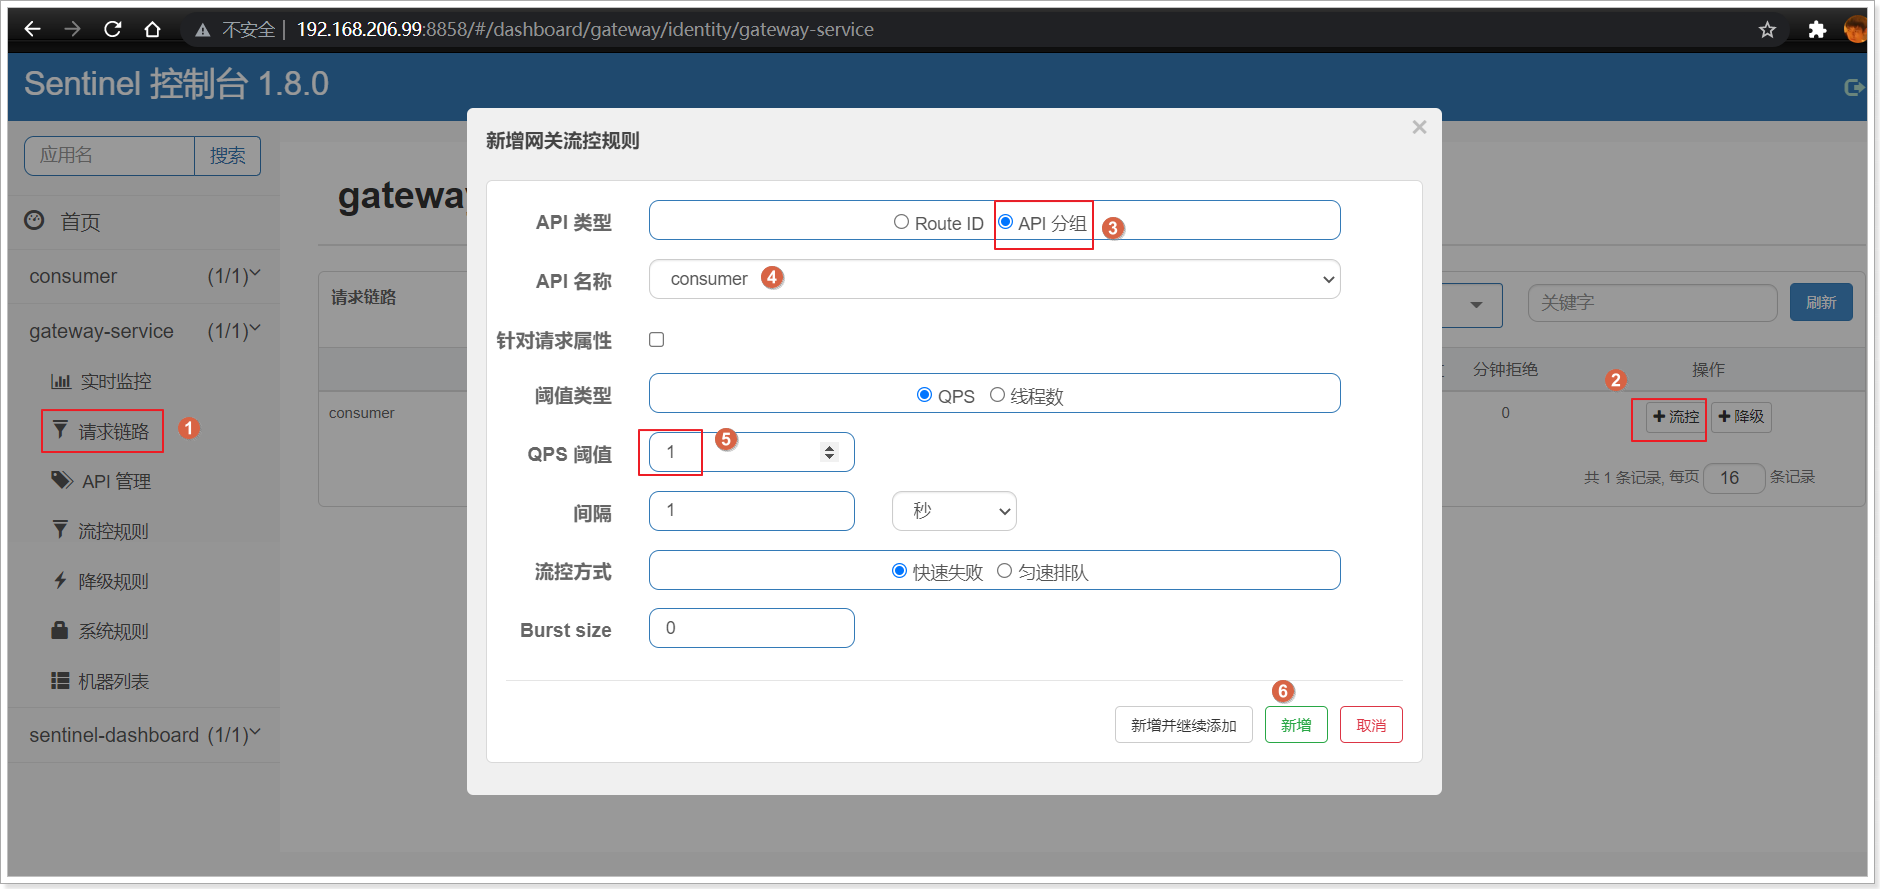 不安全 | 192.168.206.99:8858/#/dashboard/gateway/identity/gateway-service
Sentinel 控制台 1.8.0
应用名 搜索
首页
consumer (1/1)
gateway-service (1/1)
实时监控
请求链路 1
API 管理
流控规则
降级规则
系统规则
机器列表
sentinel-dashboard (1/1)
gateway
请求链路
consumer
新增网关流控规则 ×
API 类型 Route ID API 分组 3
API 名称 consumer 4
针对请求属性
阈值类型 QPS 线程数
QPS 阈值 1 5
间隔 1 秒
流控方式 快速失败 匀速排队
Burst size 0
6
新增并继续添加 新增 取消
关键字 刷新
分钟拒绝 操作
2
0 +流控 +降级
共 1 条记录, 每页 16 条记录